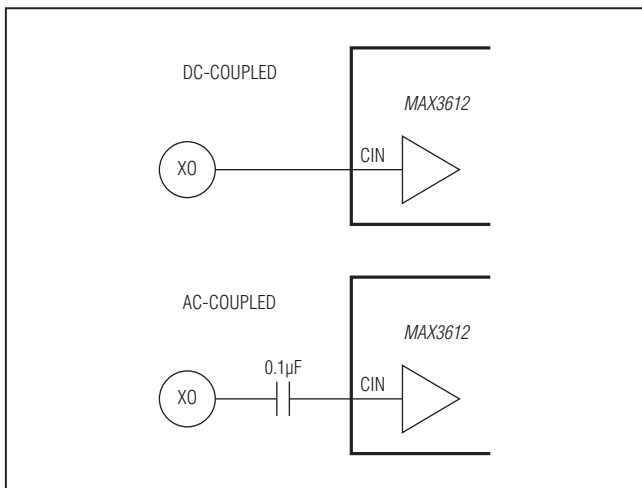 DC-COUPLED
MAX3612
CIN
XO
AC-COUPLED
MAX3612
0.1µF
CIN
XO